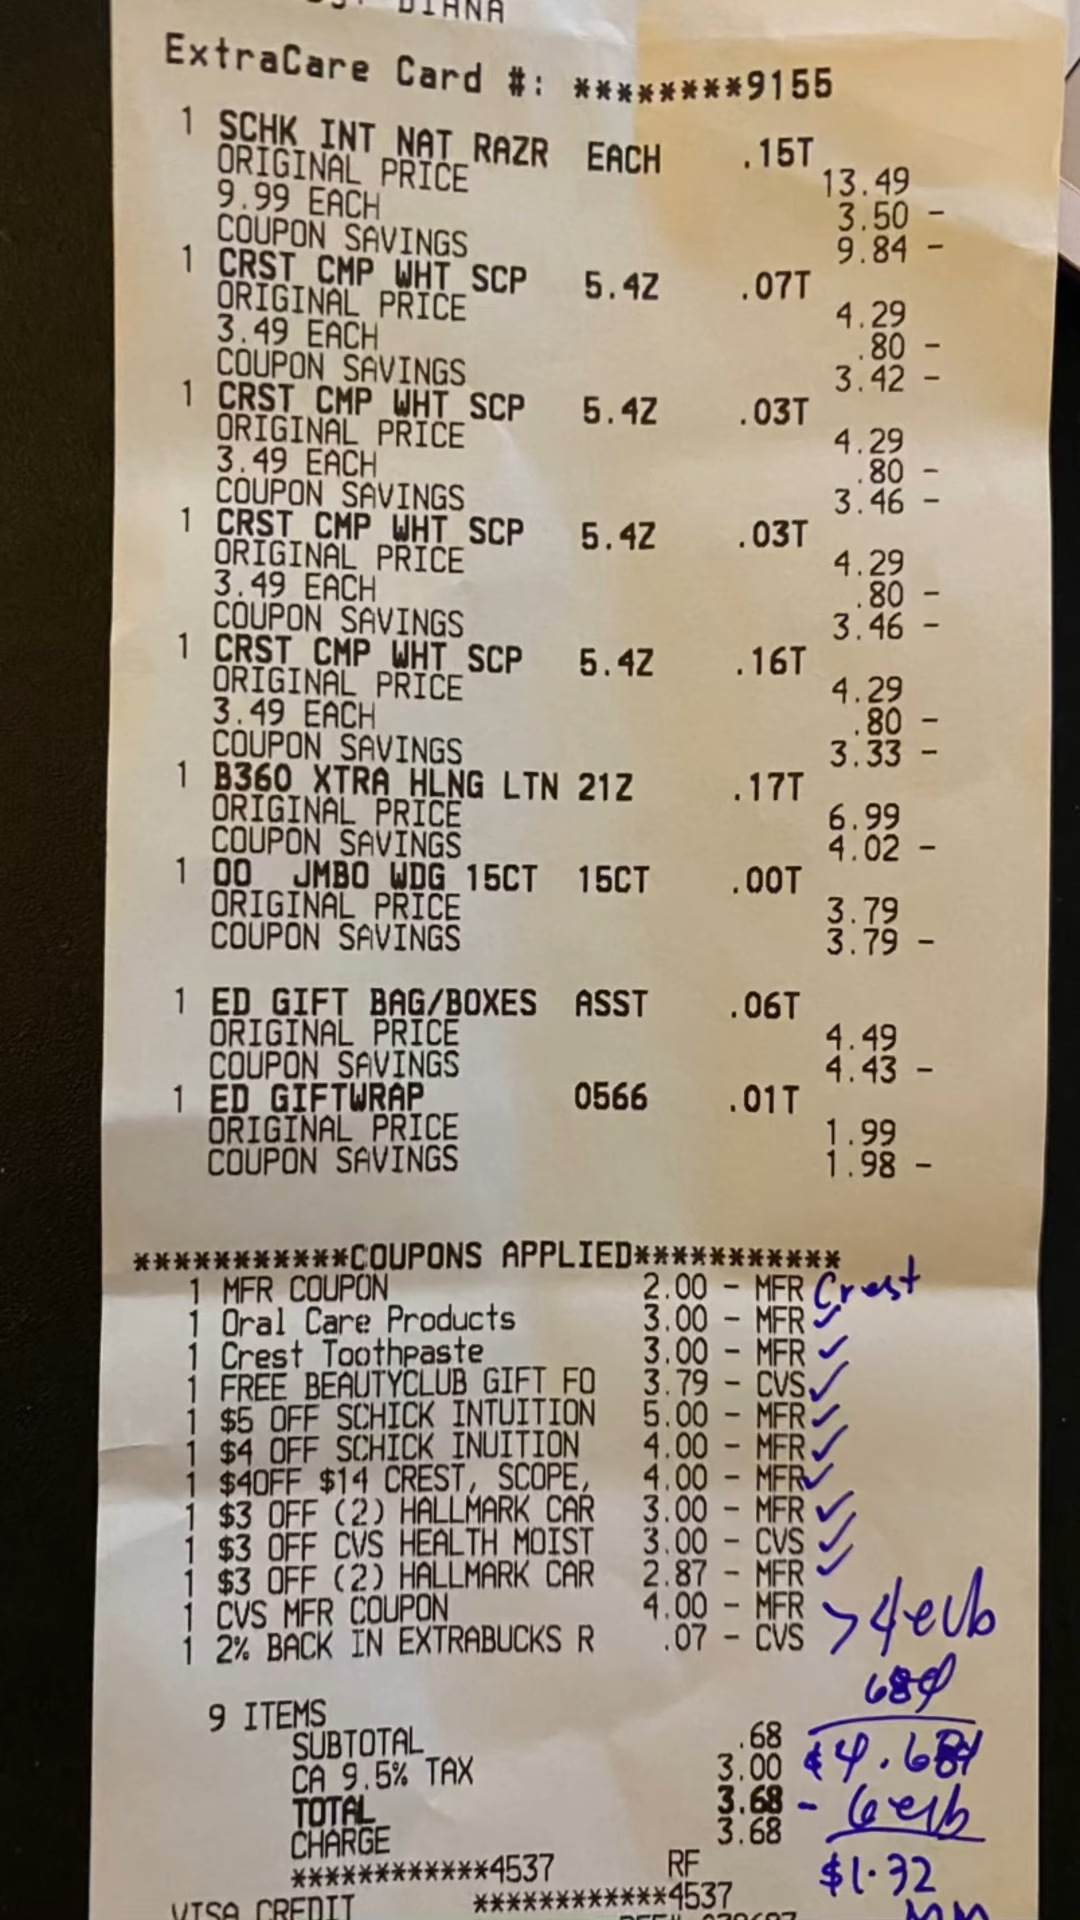 DIANA
ExtraCare Card #: ********9155
1 SCHK INT NAT RAZR EACH .15T
ORIGINAL PRICE 13.49
9.99 EACH 3.50 -
COUPON SAVINGS 9.84 -
1 CRST CMP WHT SCP 5.4Z .07T
ORIGINAL PRICE 4.29
3.49 EACH .80 -
COUPON SAVINGS 3.42 -
1 CRST CMP WHT SCP 5.4Z .03T
ORIGINAL PRICE 4.29
3.49 EACH .80 -
COUPON SAVINGS 3.46 -
1 CRST CMP WHT SCP 5.4Z .03T
ORIGINAL PRICE 4.29
3.49 EACH .80 -
COUPON SAVINGS 3.46 -
1 CRST CMP WHT SCP 5.4Z .16T
ORIGINAL PRICE 4.29
3.49 EACH .80 -
COUPON SAVINGS 3.33 -
1 B360 XTRA HLNG LTN 21Z .17T
ORIGINAL PRICE 6.99
COUPON SAVINGS 4.02 -
1 OO JMBO WDG 15CT 15CT .00T
ORIGINAL PRICE 3.79
COUPON SAVINGS 3.79 -
1 ED GIFT BAG/BOXES ASST .06T
ORIGINAL PRICE 4.49
COUPON SAVINGS 4.43 -
1 ED GIFTWRAP 0566 .01T
ORIGINAL PRICE 1.99
COUPON SAVINGS 1.98 -
***********COUPONS APPLIED***********
1 MFR COUPON 2.00 - MFR Crest
1 Oral Care Products 3.00 - MFR ✓
1 Crest Toothpaste 3.00 - MFR ✓
1 FREE BEAUTYCLUB GIFT FO 3.79 - CVS ✓
1 $5 OFF SCHICK INTUITION 5.00 - MFR ✓
1 $4 OFF SCHICK INUITION 4.00 - MFR ✓
1 $4OFF $14 CREST, SCOPE, 4.00 - MFR ✓
1 $3 OFF (2) HALLMARK CAR 3.00 - MFR ✓
1 $3 OFF CVS HEALTH MOIST 3.00 - CVS ✓
1 $3 OFF (2) HALLMARK CAR 2.87 - MFR ✓
1 CVS MFR COUPON 4.00 - MFR > 4 eub
1 2% BACK IN EXTRABUCKS R .07 - CVS
68¢
9 ITEMS
SUBTOTAL .68
$4.68
CA 9.5% TAX 3.00
TOTAL 3.68 - 6 eub
CHARGE 3.68
************4537 RF $1.32
VISA CREDIT ************4537
mm